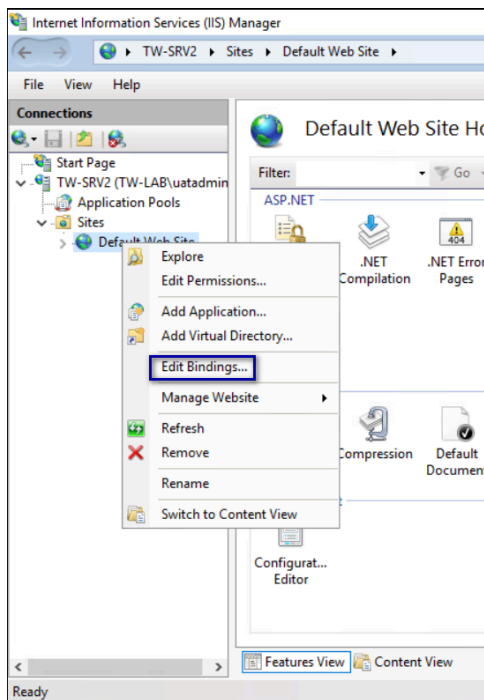 Internet Information Services (IIS) Manager
TW-SRV2 Sites Default Web Site
File View Help
Connections
Start Page
TW-SRV2 (TW-LAB\uatadmin
Application Pools
Sites
Default Web Site
Explore
Edit Permissions...
Add Application...
Add Virtual Directory...
Edit Bindings...
Manage Website
Refresh
Remove
Rename
Switch to Content View
Default Web Site Ho
Filter: Go
ASP.NET
.NET
Compilation
.NET Error
Pages
404
Compression
Default
Documen
Configurat...
Editor
Features View Content View
Ready